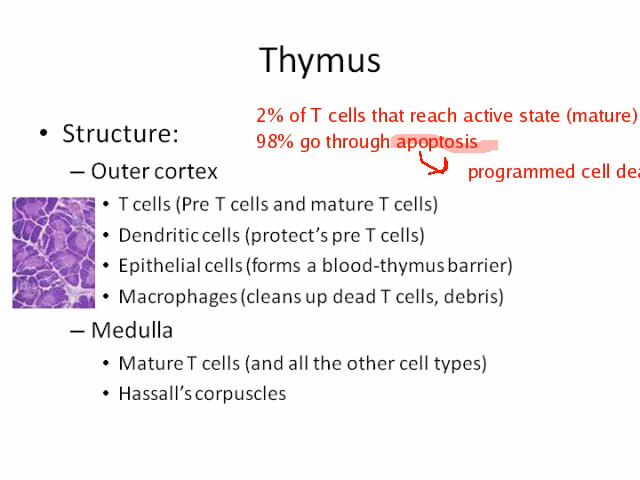 Thymus
2% of T cells that reach active state (mature)
• Structure:
98% go through apoptosis
– Outer cortex
programmed cell dea
• T cells (Pre T cells and mature T cells)
• Dendritic cells (protect's pre T cells)
• Epithelial cells (forms a blood-thymus barrier)
• Macrophages (cleans up dead T cells, debris)
– Medulla
• Mature T cells (and all the other cell types)
• Hassall's corpuscles